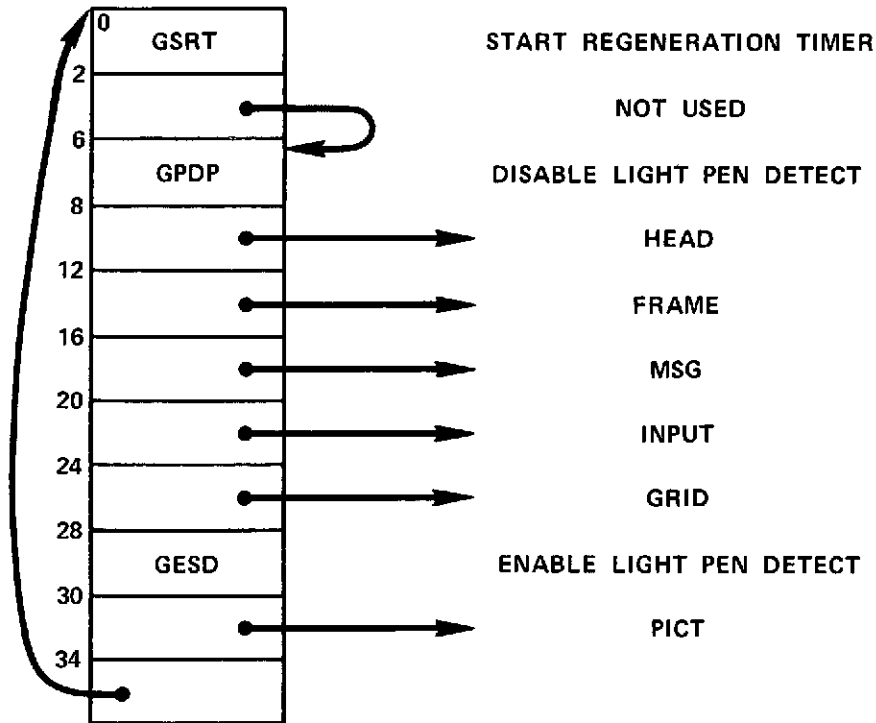 0
GSRT START REGENERATION TIMER
2
NOT USED
6
GPDP DISABLE LIGHT PEN DETECT
8
HEAD
12
FRAME
16
MSG
20
INPUT
24
GRID
28
GESD ENABLE LIGHT PEN DETECT
30
PICT
34